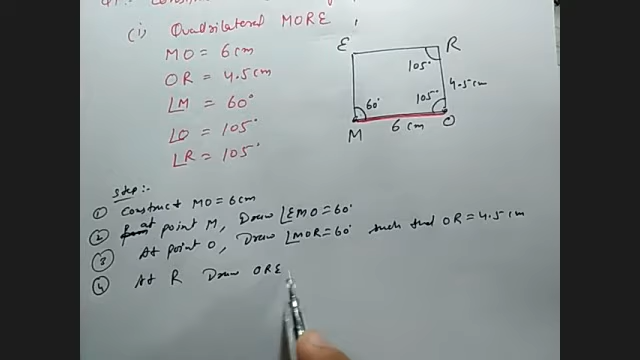 (i) Quadrilateral MORE,
MO = 6 cm
OR = 4.5 cm
∠M = 60°
∠O = 105°
∠R = 105°
E
R
105°
4.5 cm
60°
105°
M
6 cm
O
Step:-
① Construct MO = 6cm
② at point M, Draw ∠EMO = 60°
③ At point O, Draw ∠MOR = 60° such that OR = 4.5 cm
④ At R Draw ORE